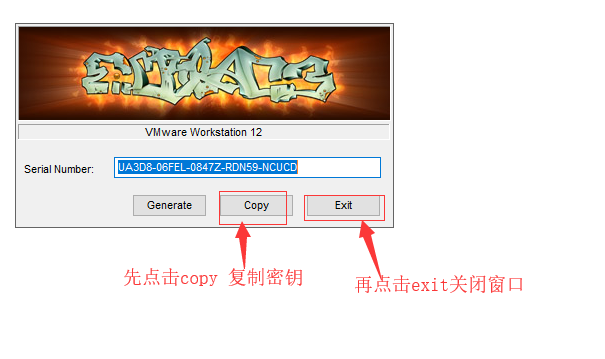 VMware Workstation 12
Serial Number:
UA3D8-06FEL-0847Z-RDN59-NCUCD
Generate
Copy
Exit
先点击copy 复制密钥
再点击exit关闭窗口